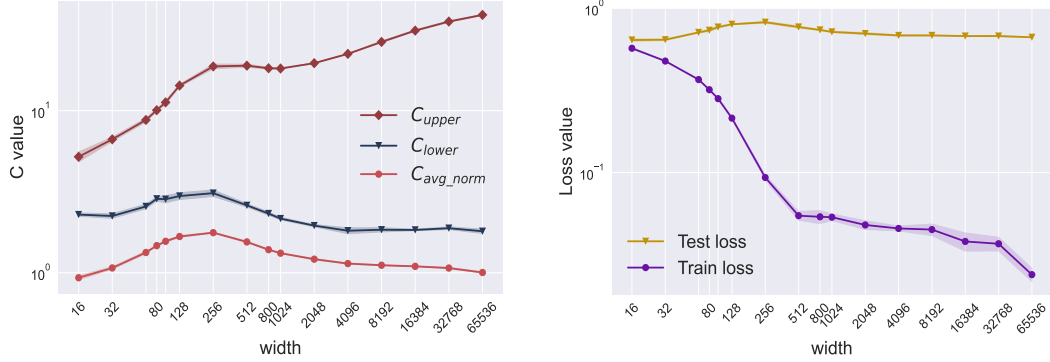 C value
10¹
10⁰
C_upper
C_lower
C_avg_norm
16 32 80 128 256 512 800 1024 2048 4096 8192 16384 32768 65536
width
Loss value
10⁰
10⁻¹
Test loss
Train loss
16 32 80 128 256 512 800 1024 2048 4096 8192 16384 32768 65536
width